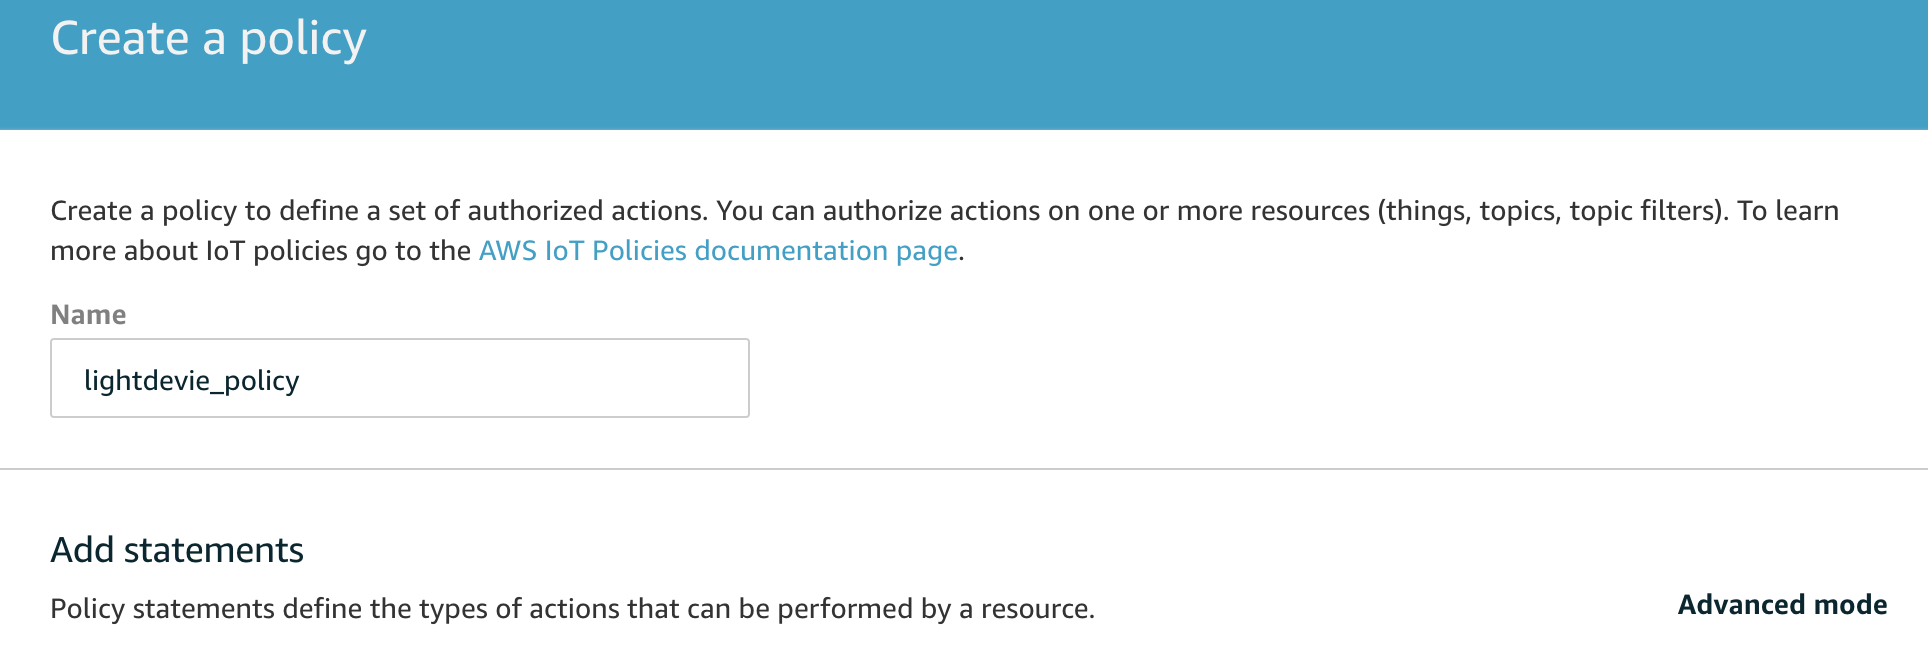 Create a policy
Create a policy to define a set of authorized actions. You can authorize actions on one or more resources (things, topics, topic filters). To learn
more about IoT policies go to the AWS IoT Policies documentation page.
Name
lightdevie_policy
Add statements
Policy statements define the types of actions that can be performed by a resource.
Advanced mode